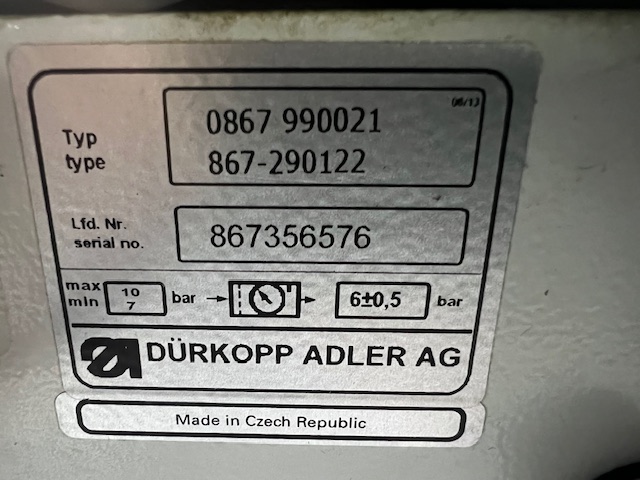 08/13
Typ 0867 990021
type 867-290122
Lfd. Nr.
serial no. 867356576
max 10 bar 6±0,5 bar
min 7
DÜRKOPP ADLER AG
Made in Czech Republic